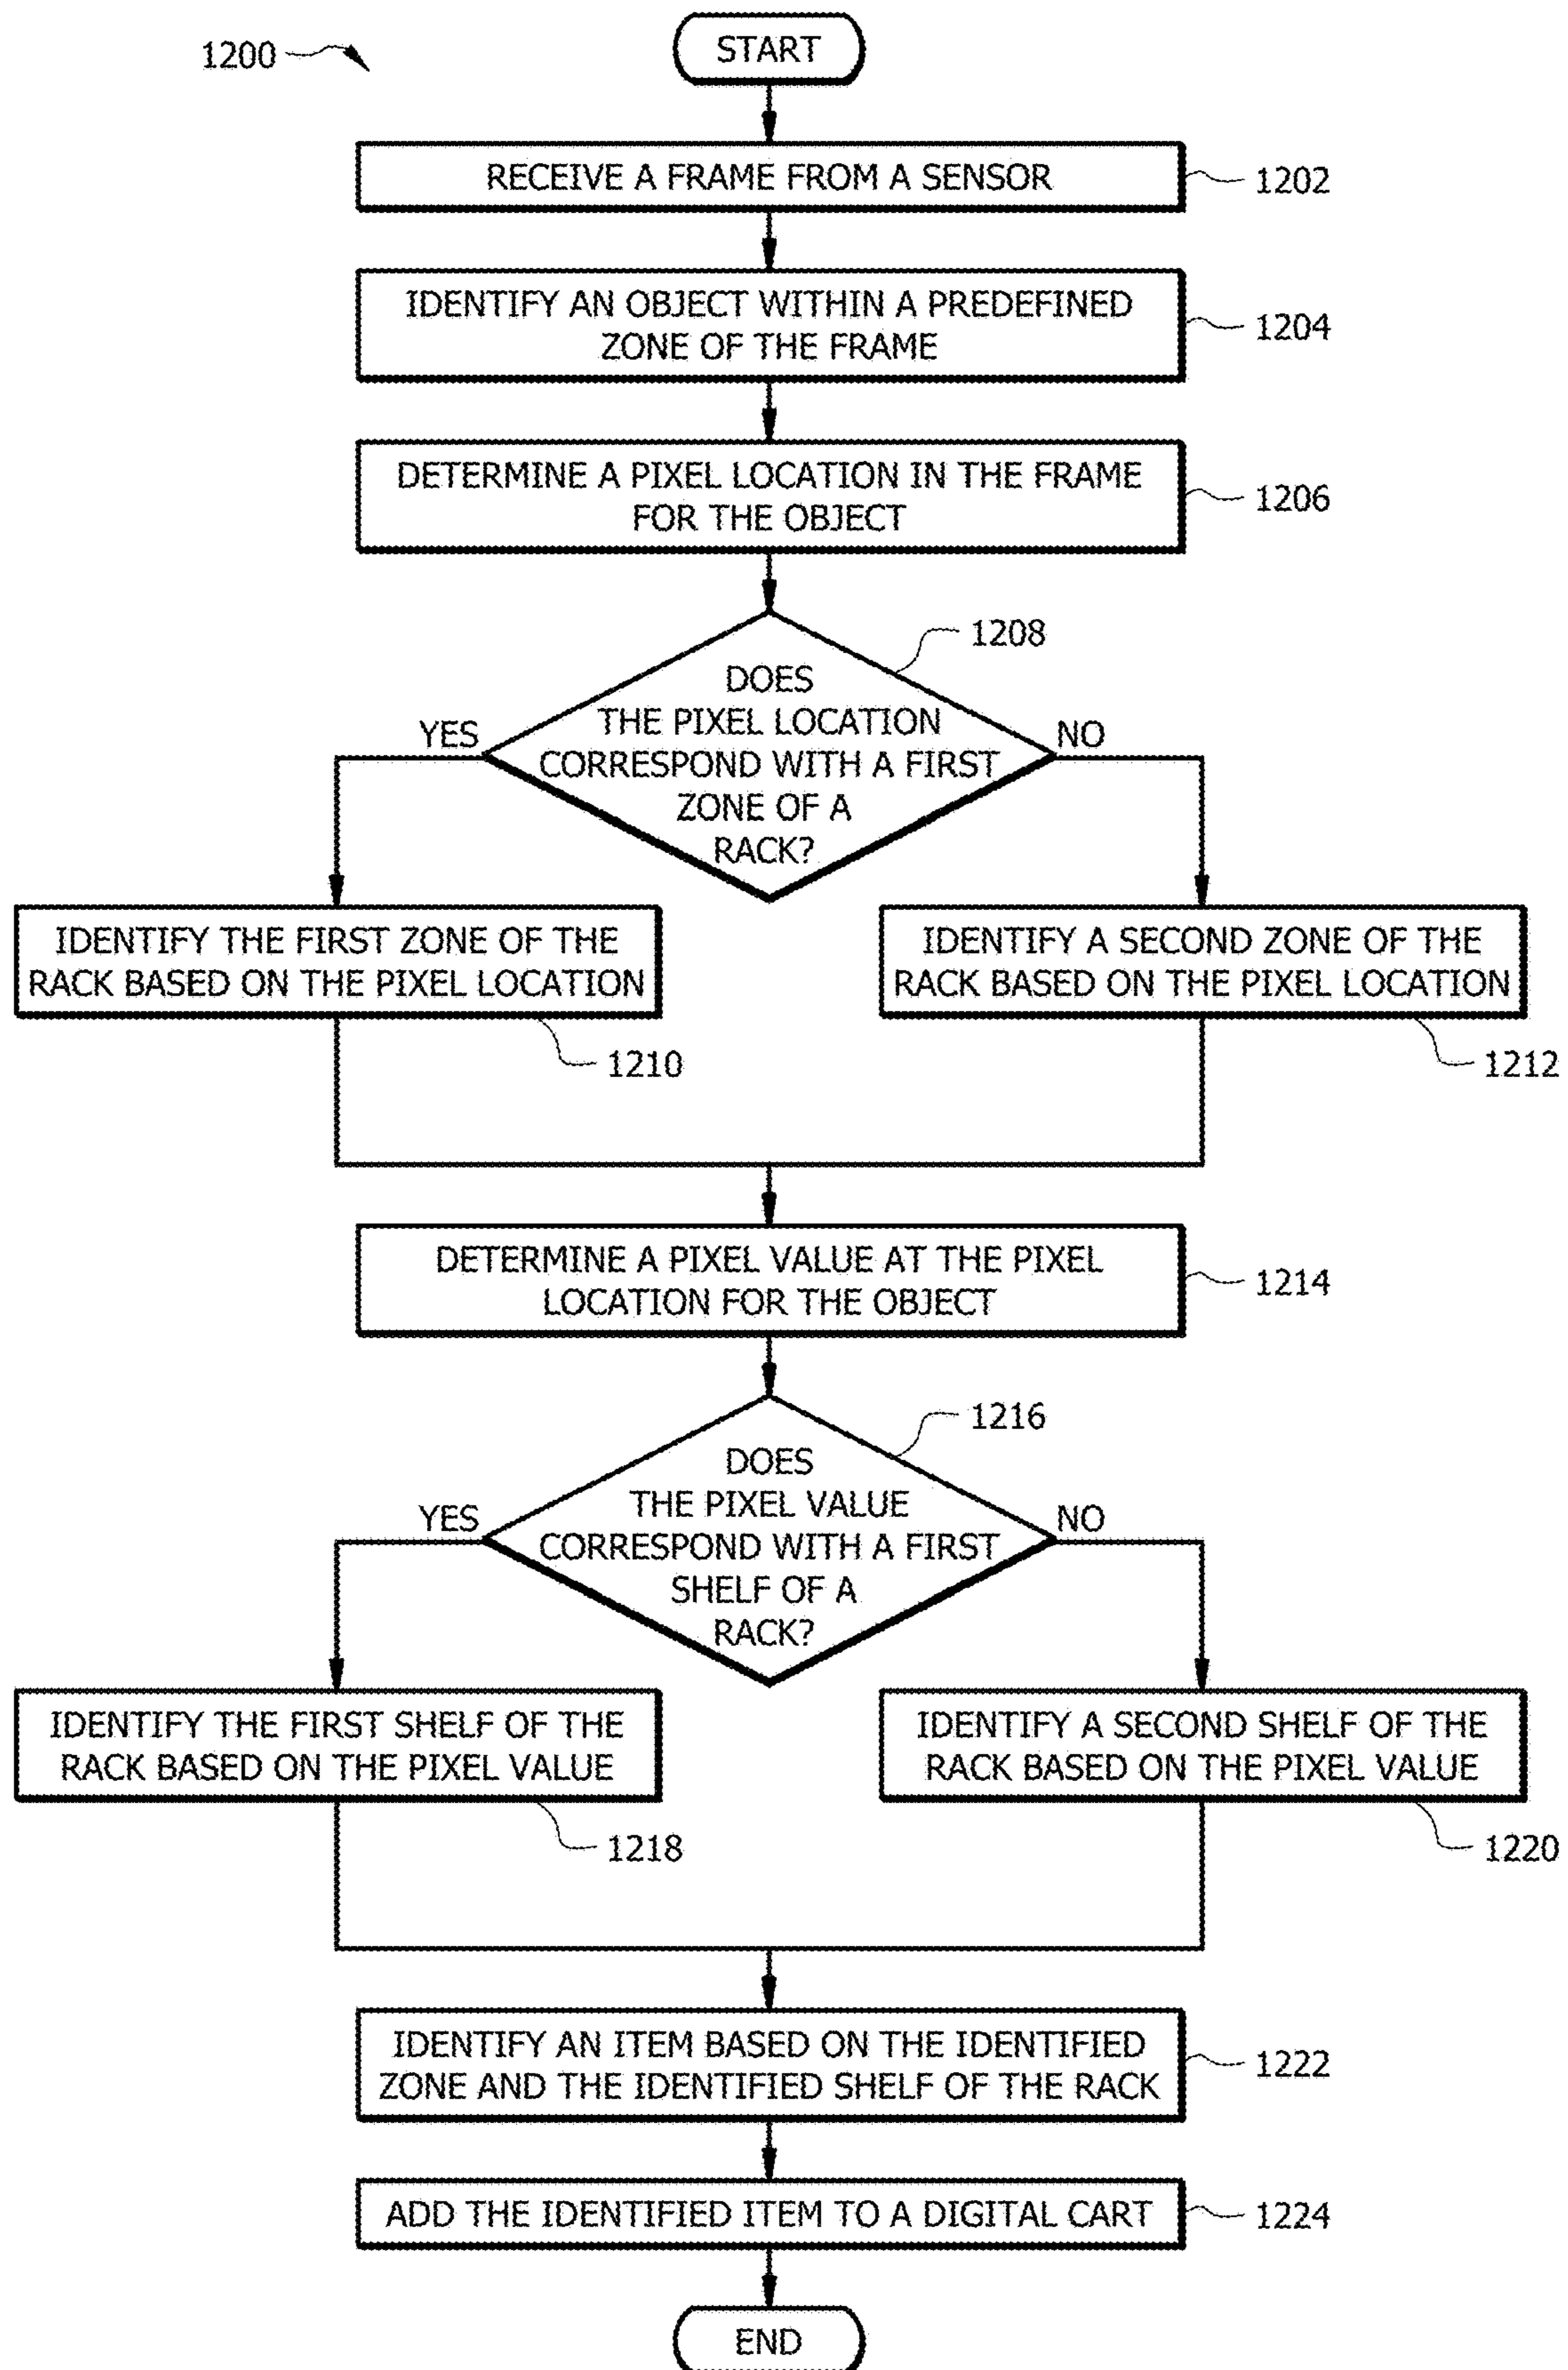 1200
START
RECEIVE A FRAME FROM A SENSOR
1202
IDENTIFY AN OBJECT WITHIN A PREDEFINED
ZONE OF THE FRAME
1204
DETERMINE A PIXEL LOCATION IN THE FRAME
FOR THE OBJECT
1206
1208
DOES
THE PIXEL LOCATION
CORRESPOND WITH A FIRST
ZONE OF A
RACK?
YES
NO
IDENTIFY THE FIRST ZONE OF THE
RACK BASED ON THE PIXEL LOCATION
1210
IDENTIFY A SECOND ZONE OF THE
RACK BASED ON THE PIXEL LOCATION
1212
DETERMINE A PIXEL VALUE AT THE PIXEL
LOCATION FOR THE OBJECT
1214
1216
DOES
THE PIXEL VALUE
CORRESPOND WITH A FIRST
SHELF OF A
RACK?
YES
NO
IDENTIFY THE FIRST SHELF OF THE
RACK BASED ON THE PIXEL VALUE
1218
IDENTIFY A SECOND SHELF OF THE
RACK BASED ON THE PIXEL VALUE
1220
IDENTIFY AN ITEM BASED ON THE IDENTIFIED
ZONE AND THE IDENTIFIED SHELF OF THE RACK
1222
ADD THE IDENTIFIED ITEM TO A DIGITAL CART
1224
END